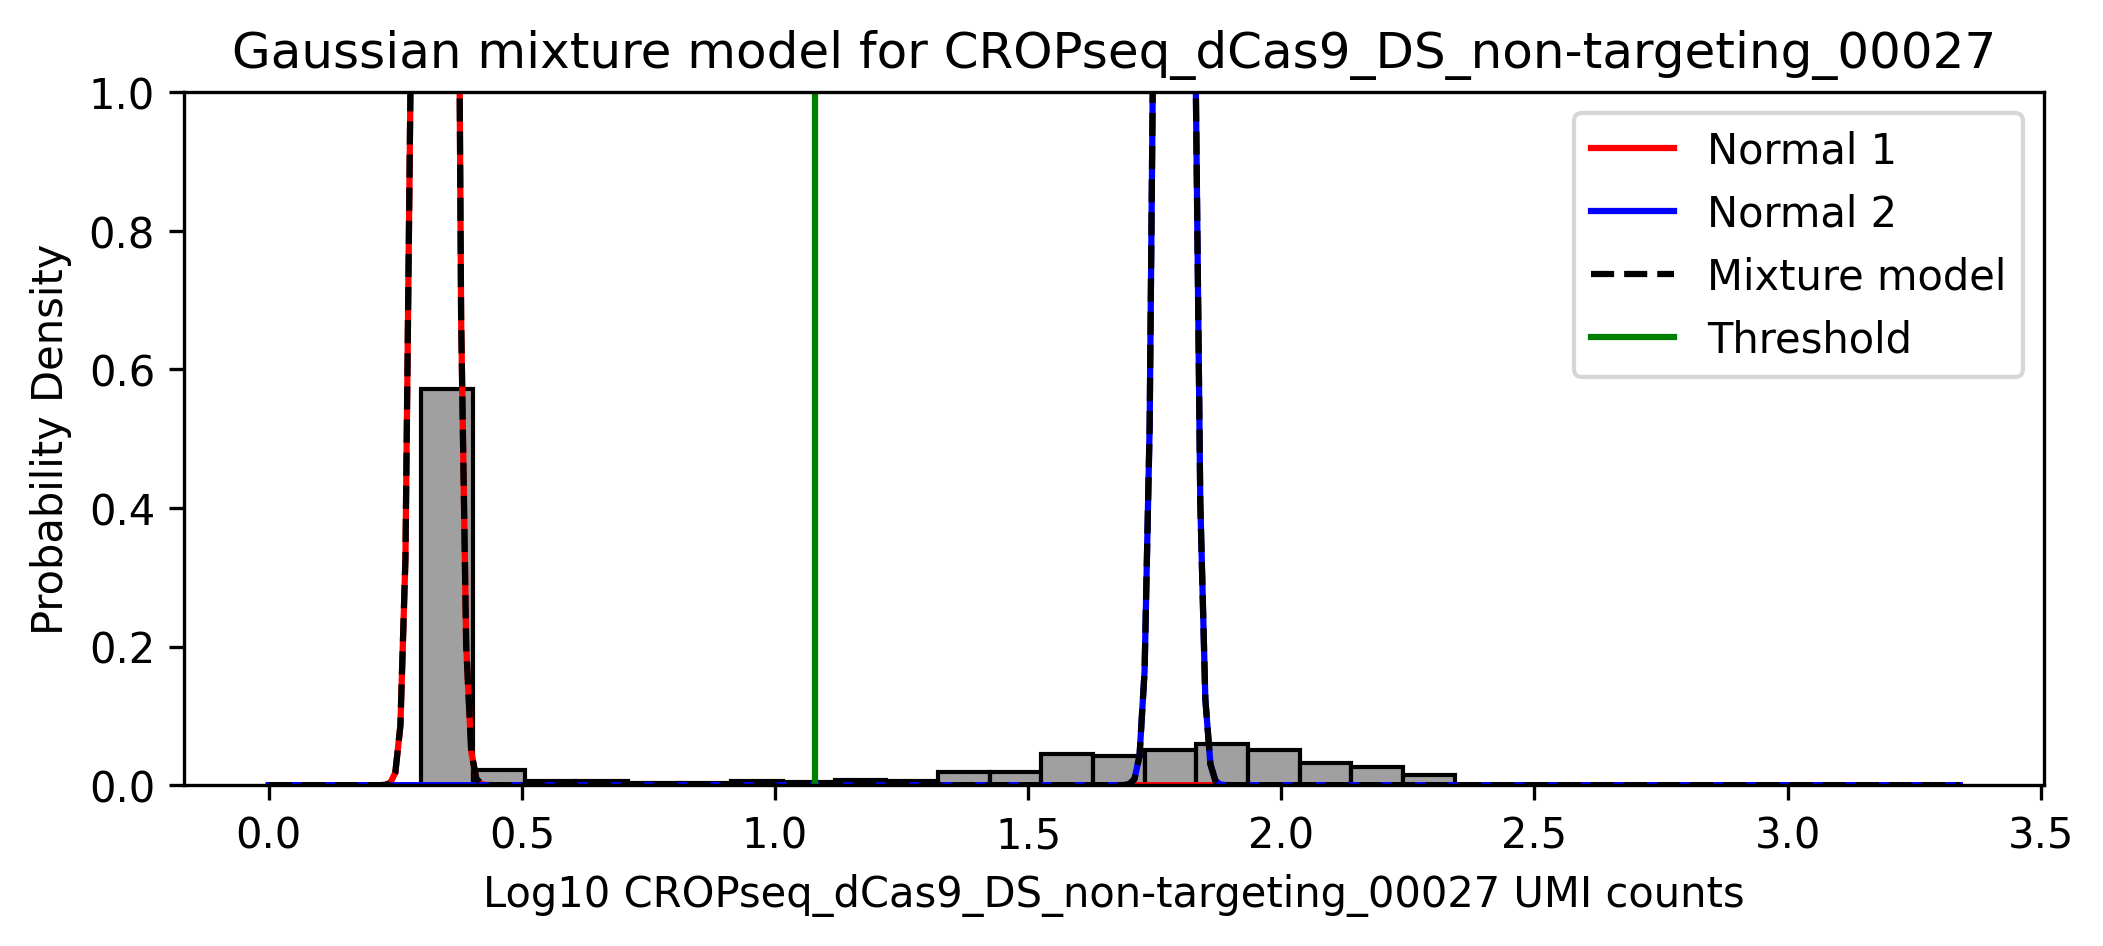 Gaussian mixture model for CROPseq_dCas9_DS_non-targeting_00027
1.0
0.8
0.6
0.4
0.2
0.0
Probability Density
Normal 1
Normal 2
Mixture model
Threshold
0.0 0.5 1.0 1.5 2.0 2.5 3.0 3.5
Log10 CROPseq_dCas9_DS_non-targeting_00027 UMI counts